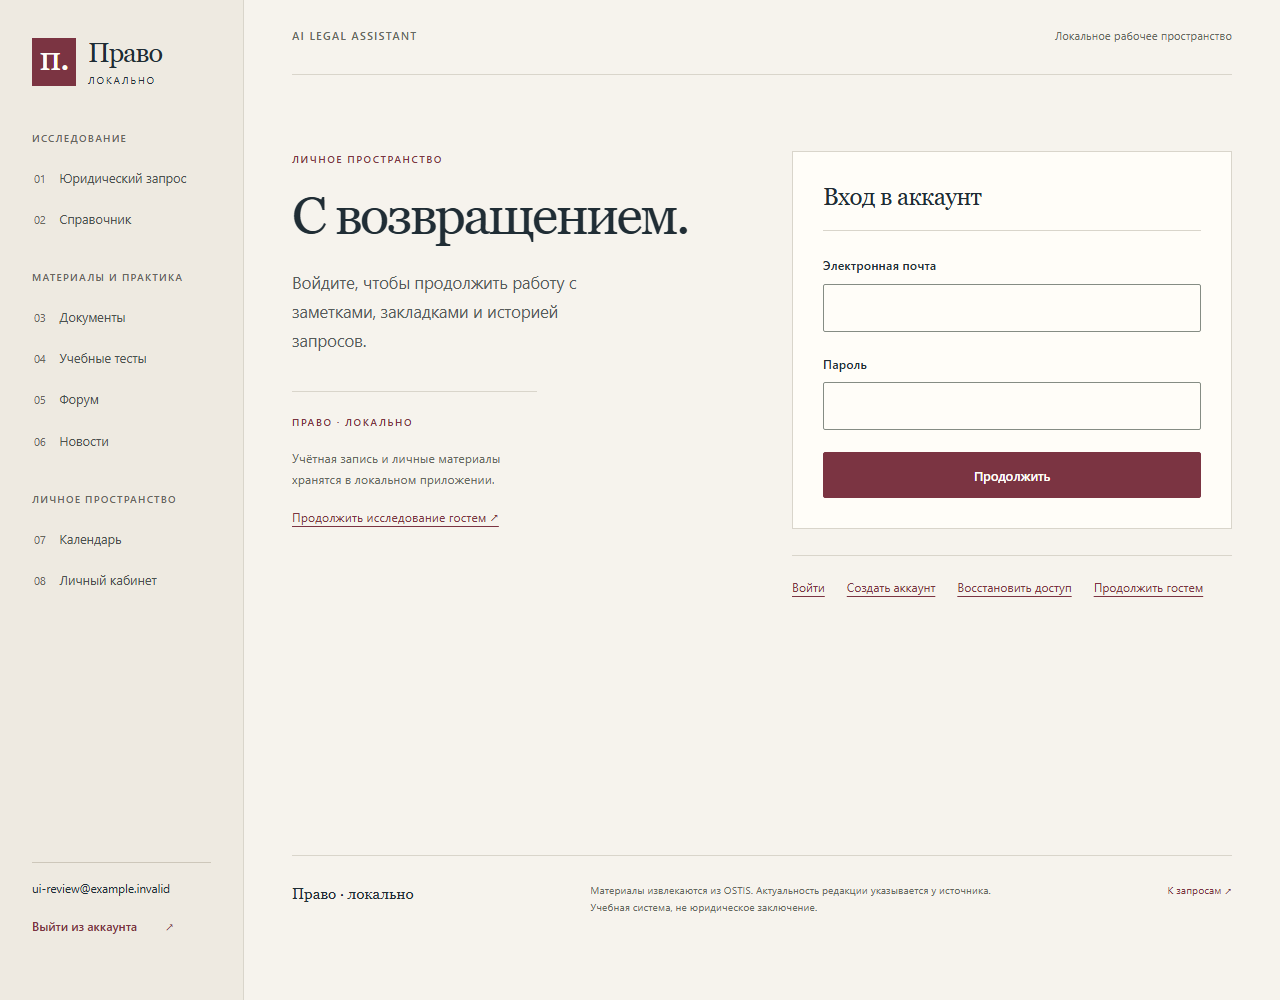 П.
Право
ЛОКАЛЬНО
ИССЛЕДОВАНИЕ
01 Юридический запрос
02 Справочник
МАТЕРИАЛЫ И ПРАКТИКА
03 Документы
04 Учебные тесты
05 Форум
06 Новости
ЛИЧНОЕ ПРОСТРАНСТВО
07 Календарь
08 Личный кабинет
ui-review@example.invalid
Выйти из аккаунта ↗
AI LEGAL ASSISTANT
Локальное рабочее пространство
ЛИЧНОЕ ПРОСТРАНСТВО
С возвращением.
Войдите, чтобы продолжить работу с
заметками, закладками и историей
запросов.
ПРАВО · ЛОКАЛЬНО
Учётная запись и личные материалы
хранятся в локальном приложении.
Продолжить исследование гостем ↗
Вход в аккаунт
Электронная почта
Пароль
Продолжить
Войти Создать аккаунт Восстановить доступ Продолжить гостем
Право · локально
Материалы извлекаются из OSTIS. Актуальность редакции указывается у источника.
Учебная система, не юридическое заключение.
К запросам ↗